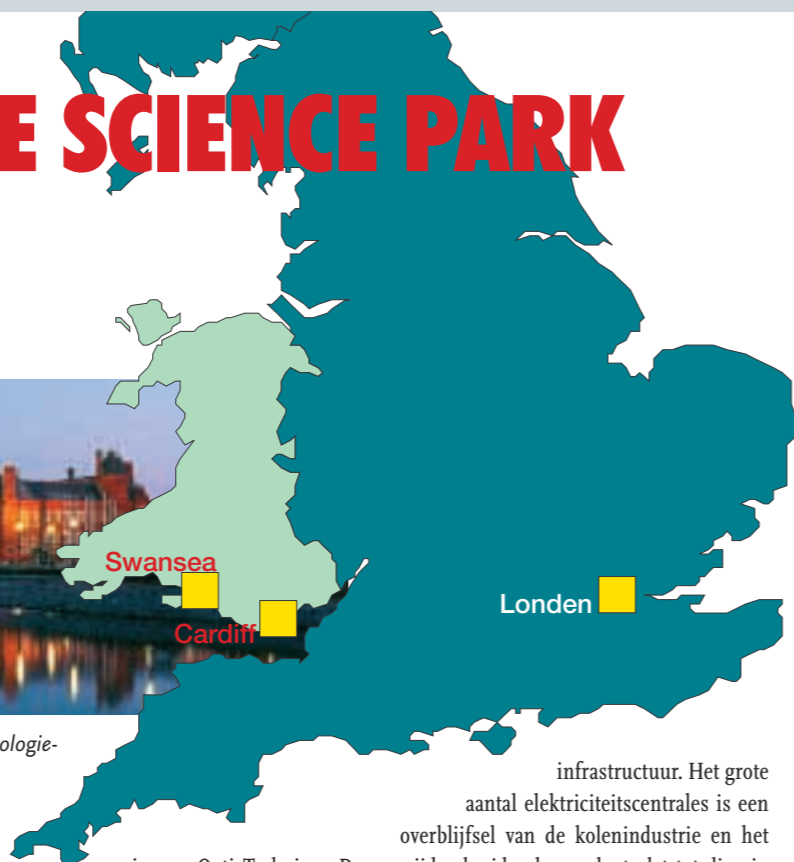 E SCIENCE PARK
Swansea
Cardiff
Londen
ologie-
infrastructuur. Het grote
aantal elektriciteitscentrales is een
overblijfsel van de kolenindustrie en het